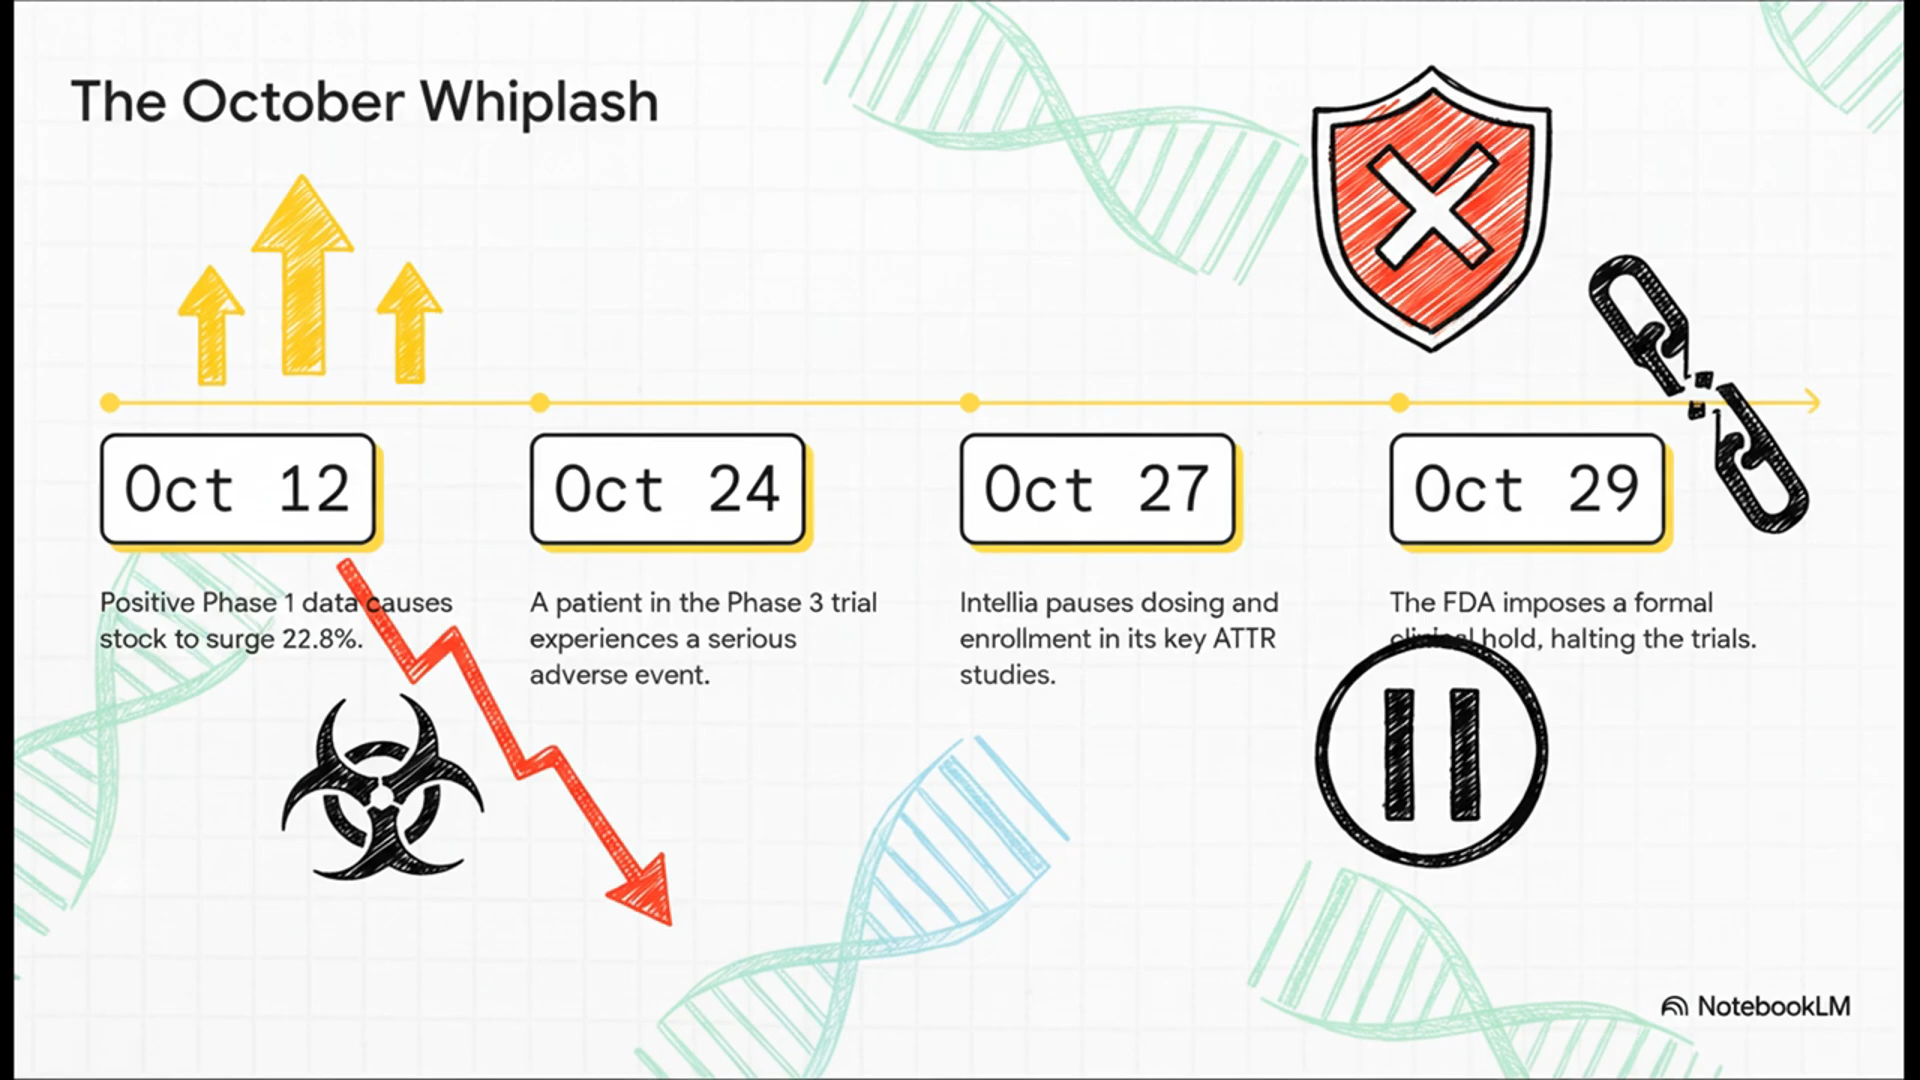 The October Whiplash
Oct 12
Positive Phase 1 data causes
stock to surge 22.8%.
Oct 24
A patient in the Phase 3 trial
experiences a serious
adverse event.
Oct 27
Intellia pauses dosing and
enrollment in its key ATTR
studies.
Oct 29
The FDA imposes a formal
clinical hold, halting the trials.
NotebookLM